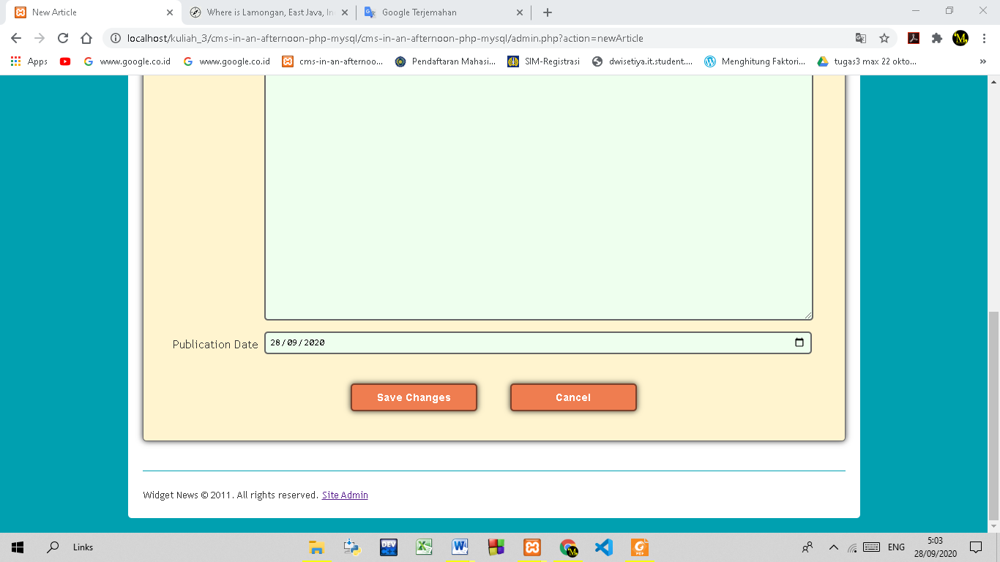 New Article
Where is Lamongan, East Java, In
Google Terjemahan
localhost/kuliah_3/cms-in-an-afternoon-php-mysql/cms-in-an-afternoon-php-mysql/admin.php?action=newArticle
Apps
www.google.co.id
www.google.co.id
cms-in-an-afternoo...
Pendaftaran Mahasi...
SIM-Registrasi
dwisetiya.it.student....
Menghitung Faktori...
tugas3 max 22 okto...
»
Publication Date
28/09/2020
Save Changes
Cancel
Widget News © 2011. All rights reserved. Site Admin
Links
DEV
PDF
ENG
5:03
28/09/2020